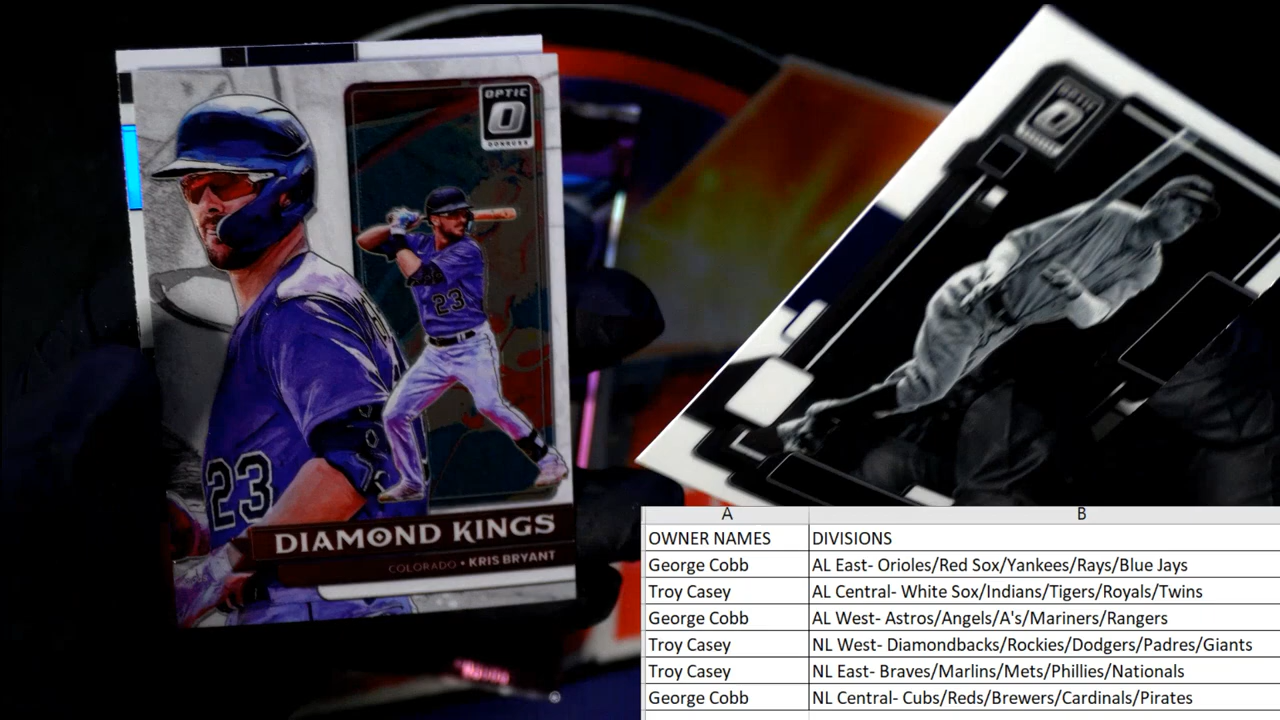 OPTIC
O
DONRUSS
23
23
DIAMOND KINGS
COLORADO • KRIS BRYANT
OPTIC
O
A B
OWNER NAMES DIVISIONS
George Cobb AL East- Orioles/Red Sox/Yankees/Rays/Blue Jays
Troy Casey AL Central- White Sox/Indians/Tigers/Royals/Twins
George Cobb AL West- Astros/Angels/A's/Mariners/Rangers
Troy Casey NL West- Diamondbacks/Rockies/Dodgers/Padres/Giants
Troy Casey NL East- Braves/Marlins/Mets/Phillies/Nationals
George Cobb NL Central- Cubs/Reds/Brewers/Cardinals/Pirates